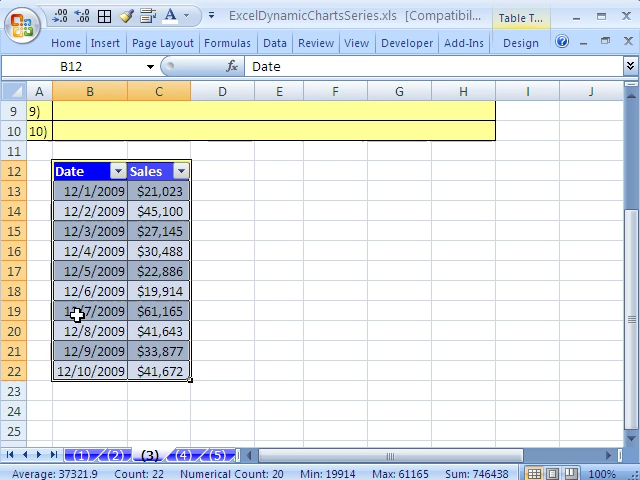 ExcelDynamicChartsSeries.xls [Compatibil... Table T...
Home Insert Page Layout Formulas Data Review View Developer Add-Ins Design
B12 fx Date
A B C D E F G H I J
9 9)
10 10)
11
12 Date Sales
13 12/1/2009 $21,023
14 12/2/2009 $45,100
15 12/3/2009 $27,145
16 12/4/2009 $30,488
17 12/5/2009 $22,886
18 12/6/2009 $19,914
19 12/7/2009 $61,165
20 12/8/2009 $41,643
21 12/9/2009 $33,877
22 12/10/2009 $41,672
23
24
25
(1) (2) (3) (4) (5)
Average: 37321.9 Count: 22 Numerical Count: 20 Min: 19914 Max: 61165 Sum: 746438 100%